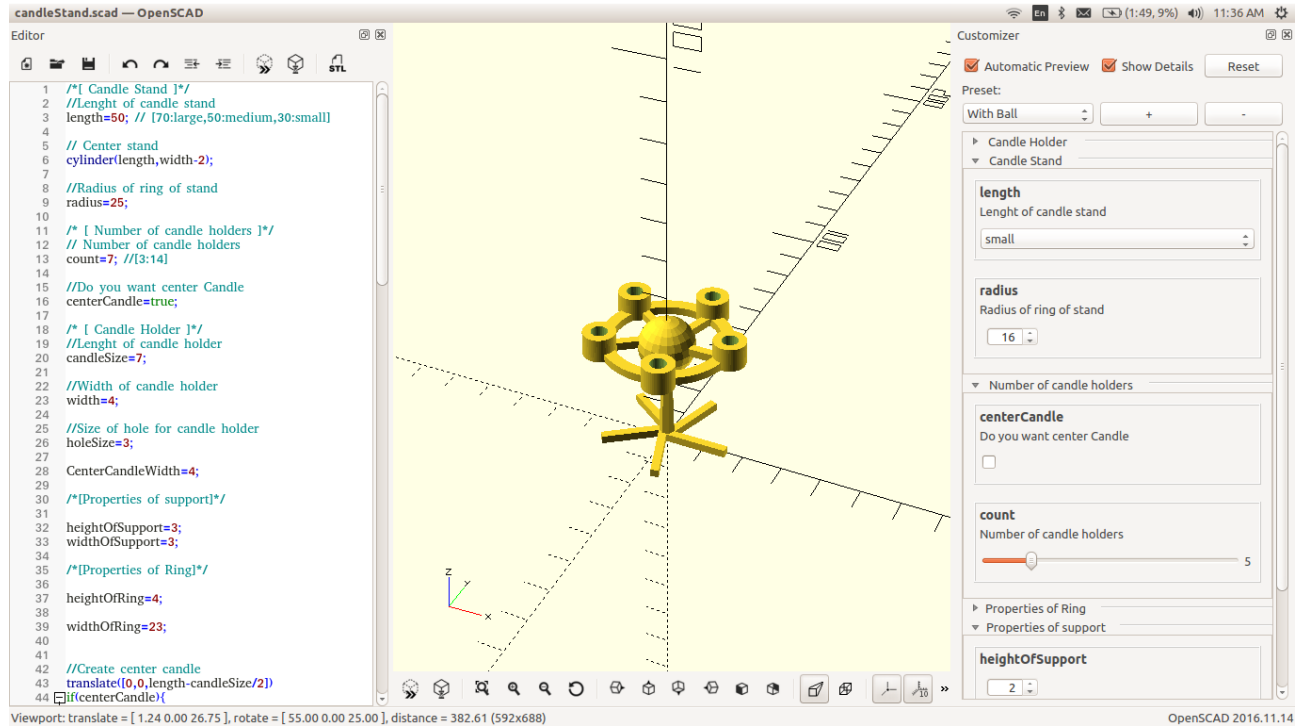 candleStand.scad — OpenSCAD
En
(1:49, 9%)
11:36 AM
Editor
STL
1 /*[ Candle Stand ]*/
2 //Lenght of candle stand
3 length=50; // [70:large,50:medium,30:small]
4
5 // Center stand
6 cylinder(length,width-2);
7
8 //Radius of ring of stand
9 radius=25;
10
11 /* [ Number of candle holders ]*/
12 // Number of candle holders
13 count=7; //[3:14]
14
15 //Do you want center Candle
16 centerCandle=true;
17
18 /* [ Candle Holder ]*/
19 //Lenght of candle holder
20 candleSize=7;
21
22 //Width of candle holder
23 width=4;
24
25 //Size of hole for candle holder
26 holeSize=3;
27
28 CenterCandleWidth=4;
29
30 /*[Properties of support]*/
31
32 heightOfSupport=3;
33 widthOfSupport=3;
34
35 /*[Properties of Ring]*/
36
37 heightOfRing=4;
38
39 widthOfRing=23;
40
41
42 //Create center candle
43 translate([0,0,length-candleSize/2])
44 if(centerCandle){
z
y
x
10
»
Customizer
Automatic Preview
Show Details
Reset
Preset:
With Ball
+
-
Candle Holder
Candle Stand
length
Lenght of candle stand
small
radius
Radius of ring of stand
16
Number of candle holders
centerCandle
Do you want center Candle
count
Number of candle holders
5
Properties of Ring
Properties of support
heightOfSupport
2
Viewport: translate = [ 1.24 0.00 26.75 ], rotate = [ 55.00 0.00 25.00 ], distance = 382.61 (592x688)
OpenSCAD 2016.11.14